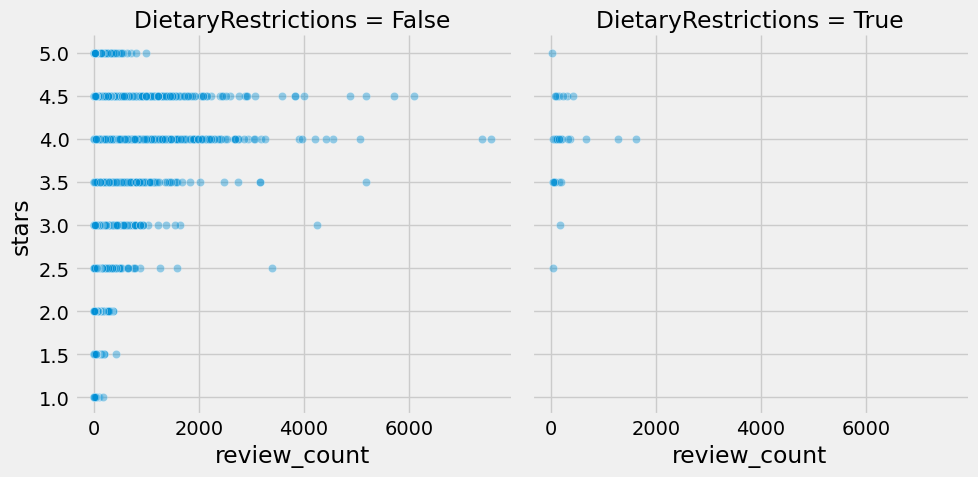 DietaryRestrictions = False
DietaryRestrictions = True
stars
5.0
4.5
4.0
3.5
3.0
2.5
2.0
1.5
1.0
0 2000 4000 6000
0 2000 4000 6000
review_count
review_count